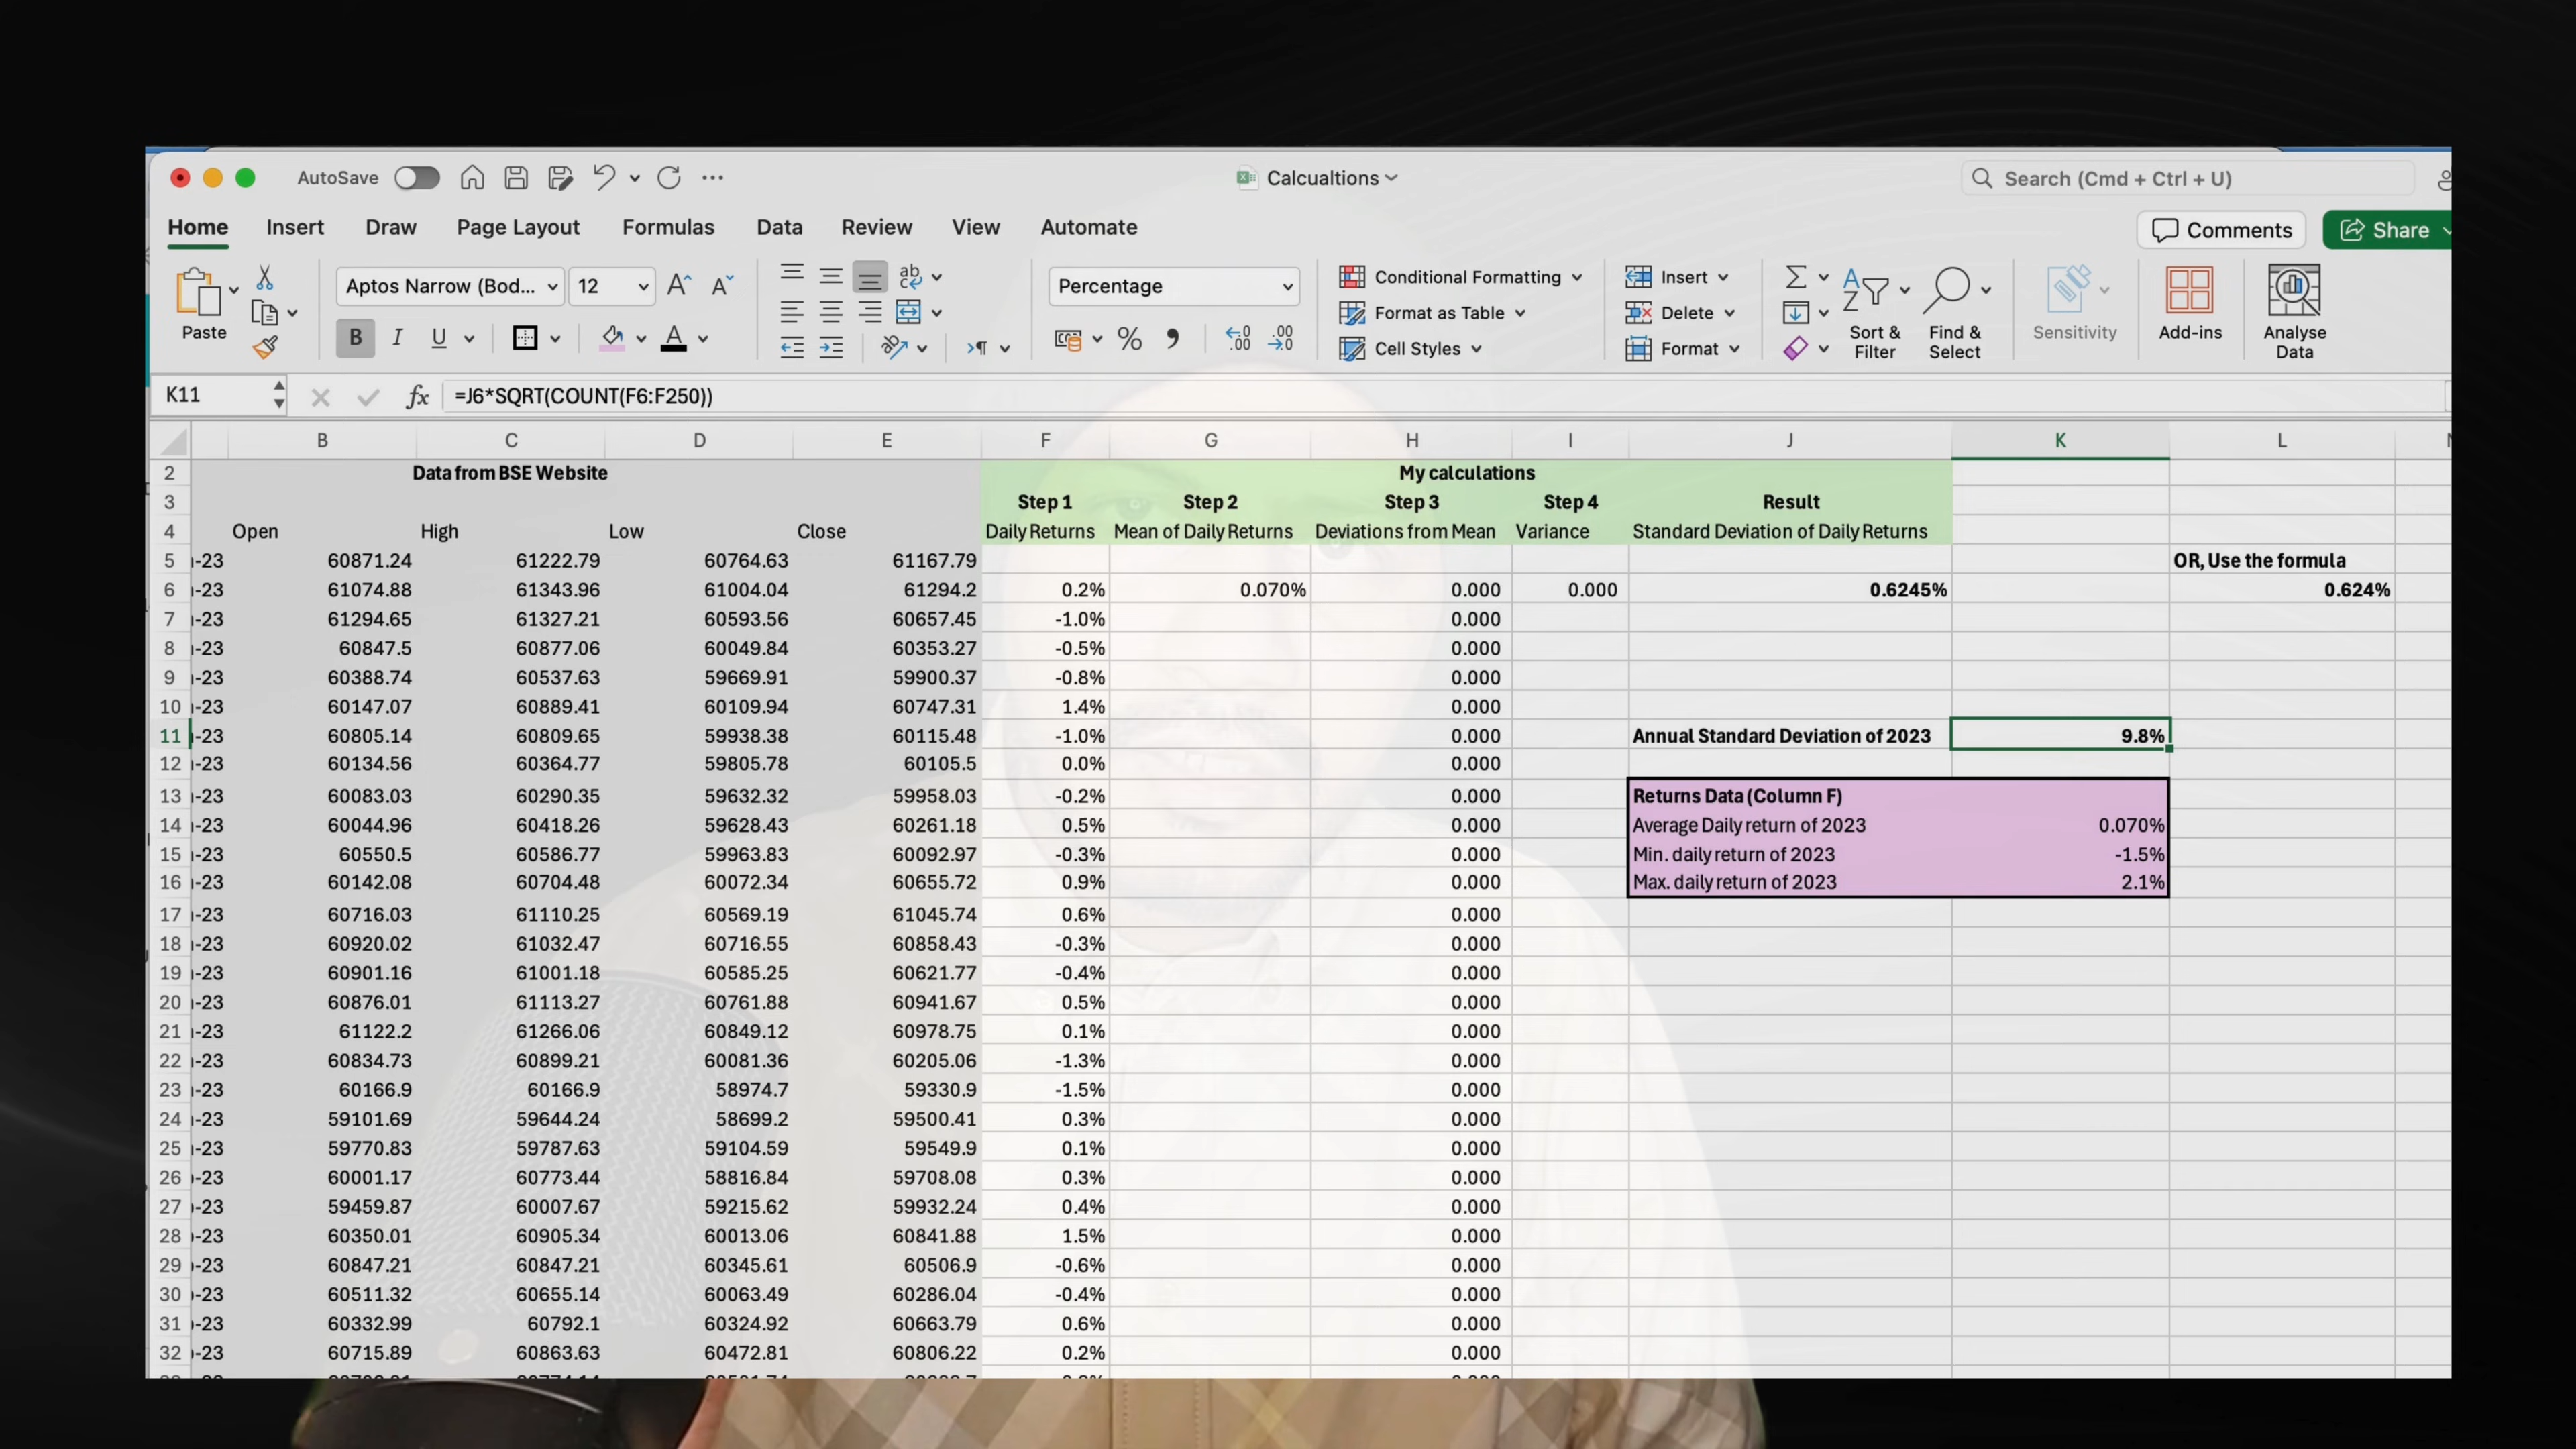 AutoSave
Calcualtions
Search (Cmd + Ctrl + U)
Home Insert Draw Page Layout Formulas Data Review View Automate
Comments Share
Paste
Aptos Narrow (Bod... 12
B I U
Percentage
Conditional Formatting
Format as Table
Cell Styles
Insert
Delete
Format
Sort & Filter
Find & Select
Sensitivity
Add-ins
Analyse Data
K11 fx =J6*SQRT(COUNT(F6:F250))
B C D E F G H I J K L
2 Data from BSE Website My calculations
3 Step 1 Step 2 Step 3 Step 4 Result
4 Open High Low Close Daily Returns Mean of Daily Returns Deviations from Mean Variance Standard Deviation of Daily Returns
5 -23 60871.24 61222.79 60764.63 61167.79 OR, Use the formula
6 -23 61074.88 61343.96 61004.04 61294.2 0.2% 0.070% 0.000 0.000 0.6245% 0.624%
7 -23 61294.65 61327.21 60593.56 60657.45 -1.0% 0.000
8 -23 60847.5 60877.06 60049.84 60353.27 -0.5% 0.000
9 -23 60388.74 60537.63 59669.91 59900.37 -0.8% 0.000
10 -23 60147.07 60889.41 60109.94 60747.31 1.4% 0.000
11 -23 60805.14 60809.65 59938.38 60115.48 -1.0% 0.000 Annual Standard Deviation of 2023 9.8%
12 -23 60134.56 60364.77 59805.78 60105.5 0.0% 0.000
13 -23 60083.03 60290.35 59632.32 59958.03 -0.2% 0.000 Returns Data (Column F)
14 -23 60044.96 60418.26 59628.43 60261.18 0.5% 0.000 Average Daily return of 2023 0.070%
15 -23 60550.5 60586.77 59963.83 60092.97 -0.3% 0.000 Min. daily return of 2023 -1.5%
16 -23 60142.08 60704.48 60072.34 60655.72 0.9% 0.000 Max. daily return of 2023 2.1%
17 -23 60716.03 61110.25 60569.19 61045.74 0.6% 0.000
18 -23 60920.02 61032.47 60716.55 60858.43 -0.3% 0.000
19 -23 60901.16 61001.18 60585.25 60621.77 -0.4% 0.000
20 -23 60876.01 61113.27 60761.88 60941.67 0.5% 0.000
21 -23 61122.2 61266.06 60849.12 60978.75 0.1% 0.000
22 -23 60834.73 60899.21 60081.36 60205.06 -1.3% 0.000
23 -23 60166.9 60166.9 58974.7 59330.9 -1.5% 0.000
24 -23 59101.69 59644.24 58699.2 59500.41 0.3% 0.000
25 -23 59770.83 59787.63 59104.59 59549.9 0.1% 0.000
26 -23 60001.17 60773.44 58816.84 59708.08 0.3% 0.000
27 -23 59459.87 60007.67 59215.62 59932.24 0.4% 0.000
28 -23 60350.01 60905.34 60013.06 60841.88 1.5% 0.000
29 -23 60847.21 60847.21 60345.61 60506.9 -0.6% 0.000
30 -23 60511.32 60655.14 60063.49 60286.04 -0.4% 0.000
31 -23 60332.99 60792.1 60324.92 60663.79 0.6% 0.000
32 -23 60715.89 60863.63 60472.81 60806.22 0.2% 0.000